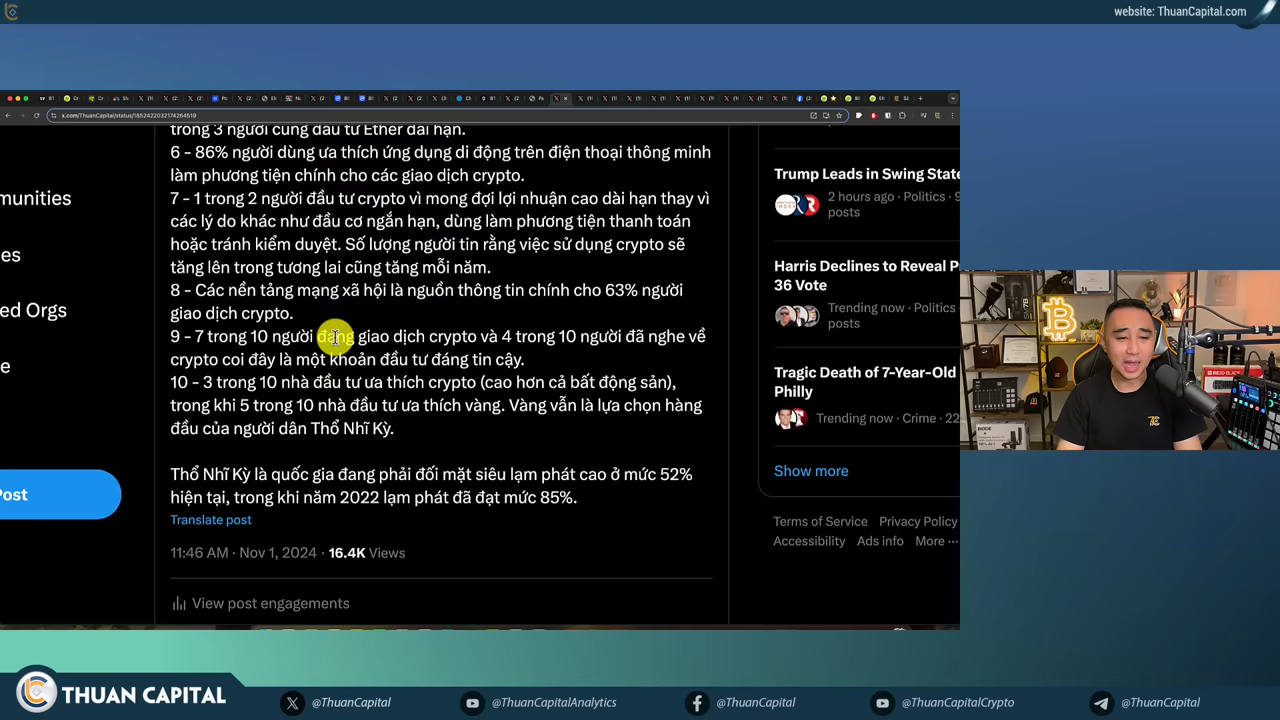 website: ThuanCapital.com
x.com/ThuanCapital/status/1852422032174264519
trong 3 người cũng đầu tư Ether dài hạn.
6 - 86% người dùng ưa thích ứng dụng di động trên điện thoại thông minh
làm phương tiện chính cho các giao dịch crypto.
7 - 1 trong 2 người đầu tư crypto vì mong đợi lợi nhuận cao dài hạn thay vì
các lý do khác như đầu cơ ngắn hạn, dùng làm phương tiện thanh toán
hoặc tránh kiểm duyệt. Số lượng người tin rằng việc sử dụng crypto sẽ
tăng lên trong tương lai cũng tăng mỗi năm.
8 - Các nền tảng mạng xã hội là nguồn thông tin chính cho 63% người
giao dịch crypto.
9 - 7 trong 10 người đang giao dịch crypto và 4 trong 10 người đã nghe về
crypto coi đây là một khoản đầu tư đáng tin cậy.
10 - 3 trong 10 nhà đầu tư ưa thích crypto (cao hơn cả bất động sản),
trong khi 5 trong 10 nhà đầu tư ưa thích vàng. Vàng vẫn là lựa chọn hàng
đầu của người dân Thổ Nhĩ Kỳ.
Thổ Nhĩ Kỳ là quốc gia đang phải đối mặt siêu lạm phát cao ở mức 52%
hiện tại, trong khi năm 2022 lạm phát đã đạt mức 85%.
Translate post
11:46 AM · Nov 1, 2024 · 16.4K Views
View post engagements
munities
es
ed Orgs
e
Post
Trump Leads in Swing State
2 hours ago · Politics · 9
posts
Harris Declines to Reveal P
36 Vote
Trending now · Politics
posts
Tragic Death of 7-Year-Old
Philly
Trending now · Crime · 22
Show more
Terms of Service Privacy Policy
Accessibility Ads info More ···
RODE
THUAN CAPITAL
@ThuanCapital
@ThuanCapitalAnalytics
@ThuanCapital
@ThuanCapitalCrypto
@ThuanCapital